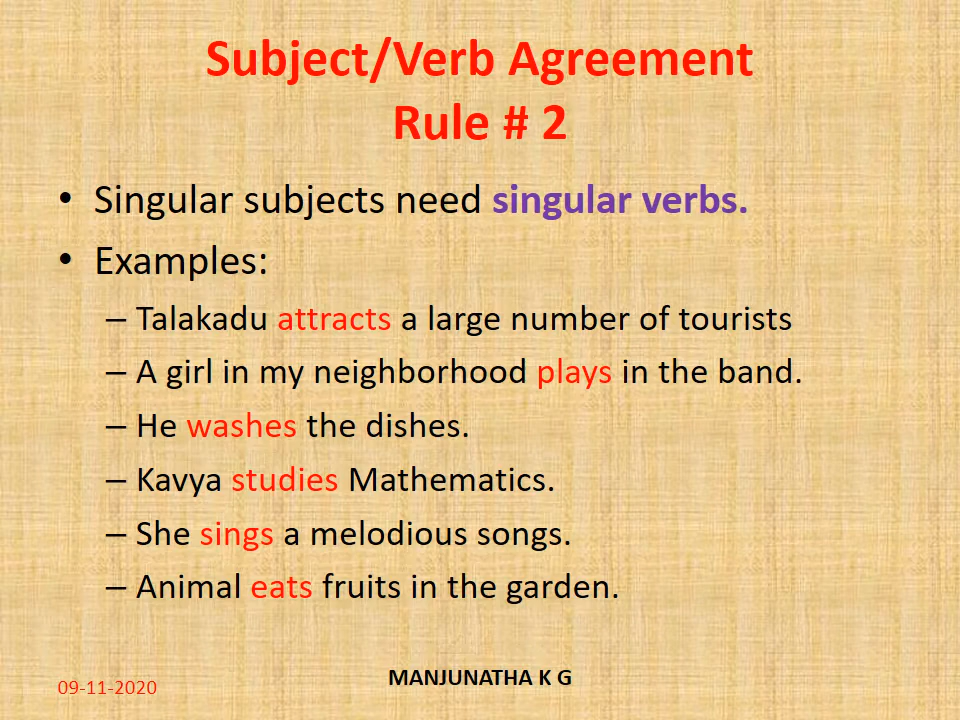 Subject/Verb Agreement
Rule # 2
• Singular subjects need singular verbs.
• Examples:
– Talakadu attracts a large number of tourists
– A girl in my neighborhood plays in the band.
– He washes the dishes.
– Kavya studies Mathematics.
– She sings a melodious songs.
– Animal eats fruits in the garden.
09-11-2020
MANJUNATHA K G